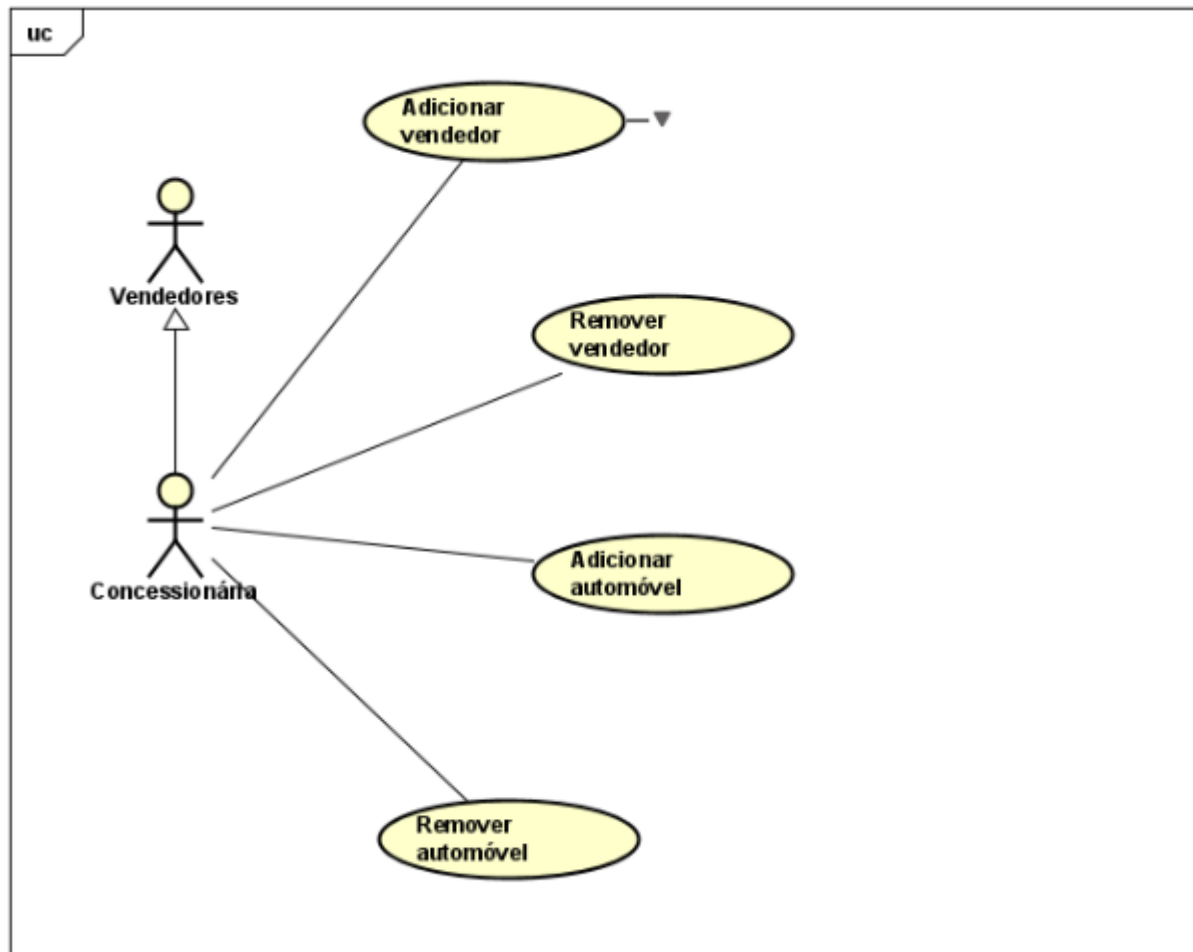 uc
Adicionar
vendedor
Vendedores
Remover
vendedor
Adicionar
automóvel
Concessionária
Remover
automóvel